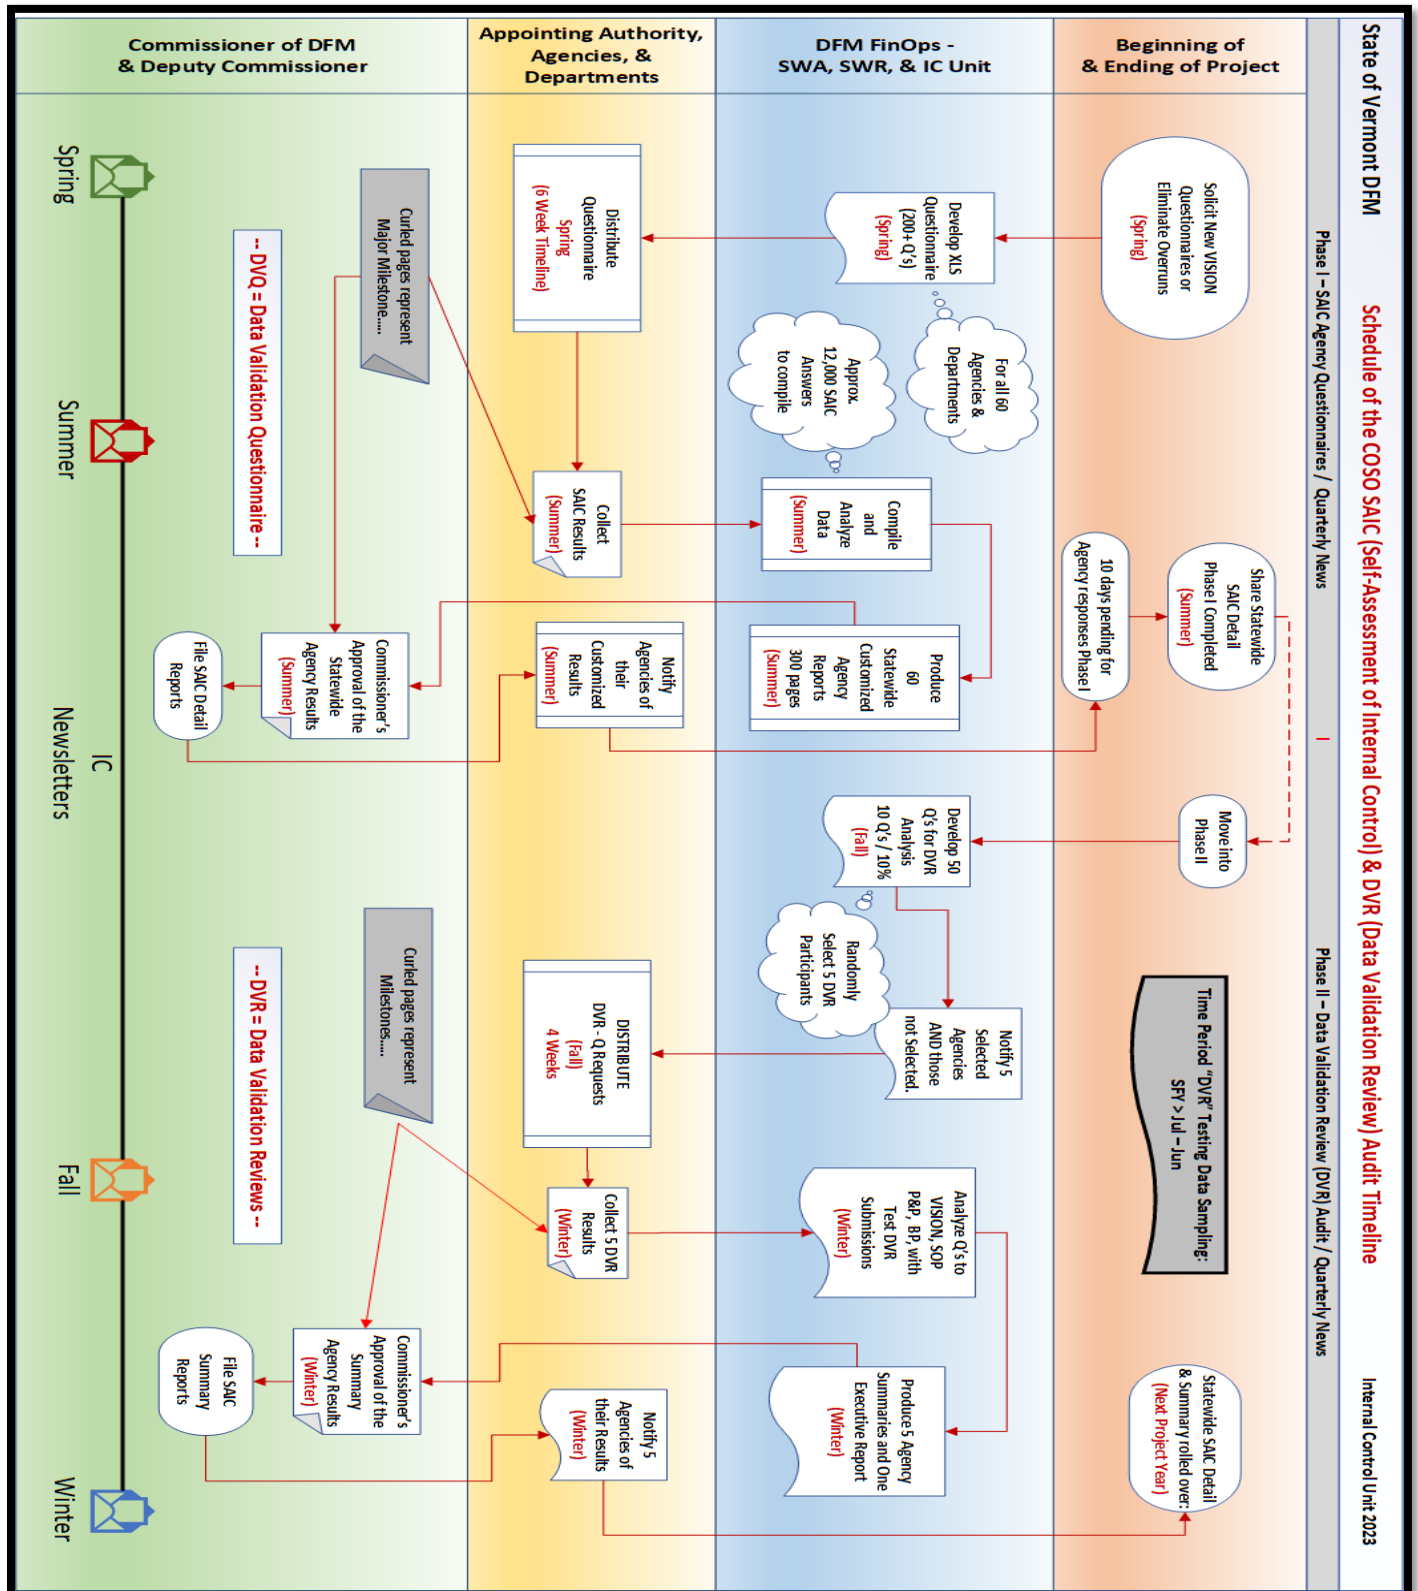 State of Vermont DFM
Schedule of the COSO SAIC (Self-Assessment of Internal Control) & DVR (Data Validation Review) Audit Timeline
Internal Control Unit 2023
Phase I – SAIC Agency Questionnaires / Quarterly News
I
Phase II – Data Validation Review (DVR) Audit / Quarterly News
Beginning of
& Ending of Project
Solicit New VISION
Questionnaires or
Eliminate Overruns
(Spring)
Share Statewide
SAIC Detail
Phase I Completed
(Summer)
10 days pending for
Agency responses Phase I
Move into
Phase II
Time Period "DVR" Testing Data Sampling:
SFY > Jul – Jun
Statewide SAIC Detail
& Summary rolled over:
(Next Project Year)
DFM FinOps -
SWA, SWR, & IC Unit
Develop XLS
Questionnaire
(200+ Q's)
(Spring)
For all 60
Agencies &
Departments
Approx.
12,000 SAIC
Answers
to compile
Compile
and
Analyze
Data
(Summer)
Produce
60
Statewide
Customized
Agency
Reports
300 pages
(Summer)
Develop 50
Q's for DVR
Analysis
10 Q's / 10%
(Fall)
Randomly
Select 5 DVR
Participants
Notify 5
Selected
Agencies
AND those
not Selected.
Analyze Q's to
VISION, SOP
P&P, BP, with
Test DVR
Submissions
(Winter)
Produce 5 Agency
Summaries and One
Executive Report
(Winter)
Appointing Authority,
Agencies, &
Departments
Distribute
Questionnaire
Spring
(6 Week Timeline)
Collect
SAIC Results
(Summer)
Notify
Agencies of
their
Customized
Results
(Summer)
DISTRIBUTE
DVR - Q Requests
(Fall)
4 Weeks
Collect 5 DVR
Results
(Winter)
Notify 5
Agencies of
their Results
(Winter)
Commissioner of DFM
& Deputy Commissioner
Curled pages represent
Major Milestone.....
-- DVQ = Data Validation Questionnaire --
Commissioner's
Approval of the
Statewide
Agency Results
(Summer)
File SAIC Detail
Reports
Curled pages represent
Milestones.....
-- DVR = Data Validation Reviews --
Commissioner's
Approval of the
Summary
Agency Results
(Winter)
File SAIC
Summary
Reports
Spring
Summer
IC
Newsletters
Fall
Winter